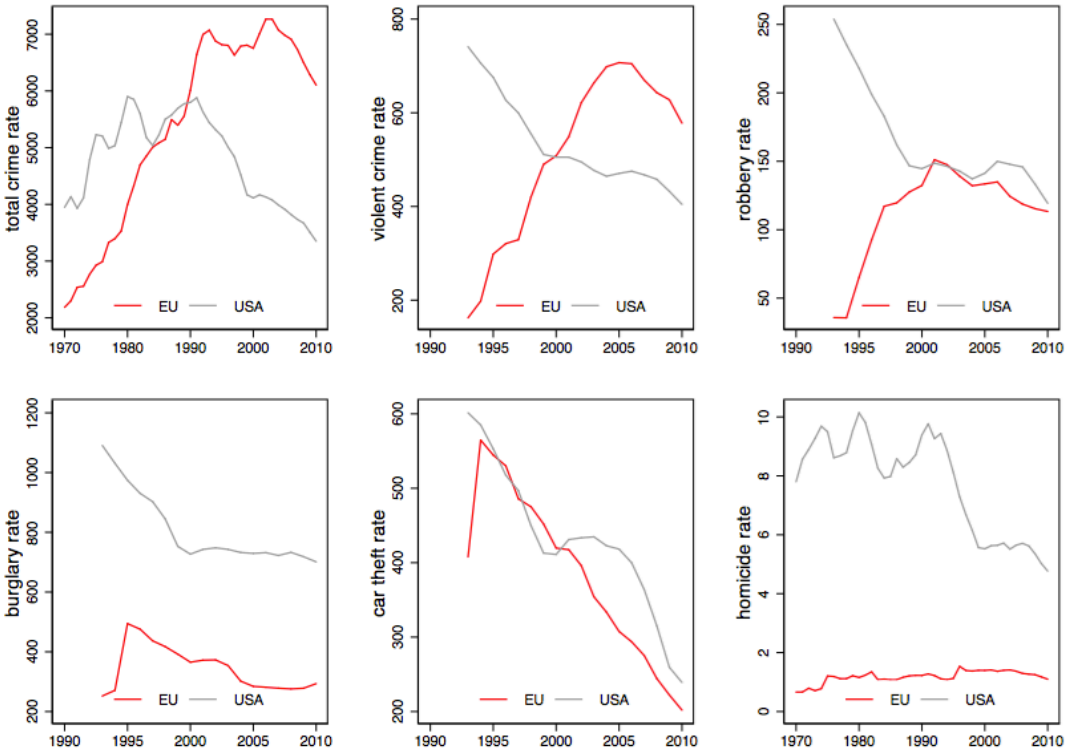 total crime rate
7000
6000
5000
4000
3000
2000
EU USA
1970 1980 1990 2000 2010
violent crime rate
800
600
400
200
EU USA
1990 1995 2000 2005 2010
robbery rate
250
200
150
100
50
EU USA
1990 1995 2000 2005 2010
burglary rate
1200
1000
800
600
400
200
EU USA
1990 1995 2000 2005 2010
car theft rate
600
500
400
300
200
EU USA
1990 1995 2000 2005 2010
homicide rate
10
8
6
4
2
0
EU USA
1970 1980 1990 2000 2010